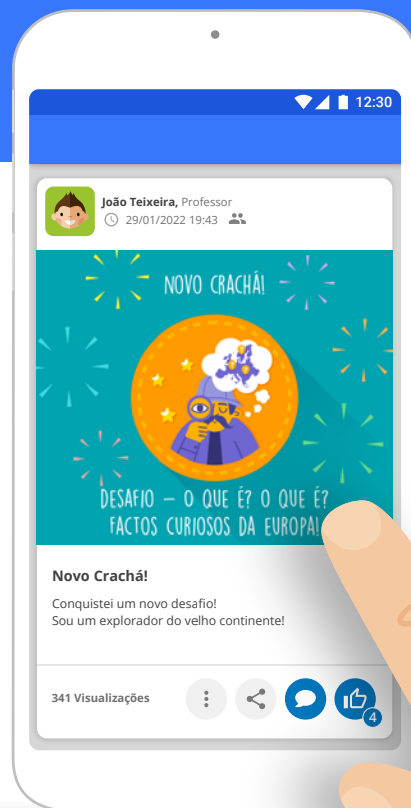 12:30
João Teixeira, Professor
29/01/2022 19:43
NOVO CRACHÁ!
DESAFIO – O QUE É? O QUE É?
FACTOS CURIOSOS DA EUROPA!
Novo Crachá!
Conquistei um novo desafio!
Sou um explorador do velho continente!
341 Visualizações
4